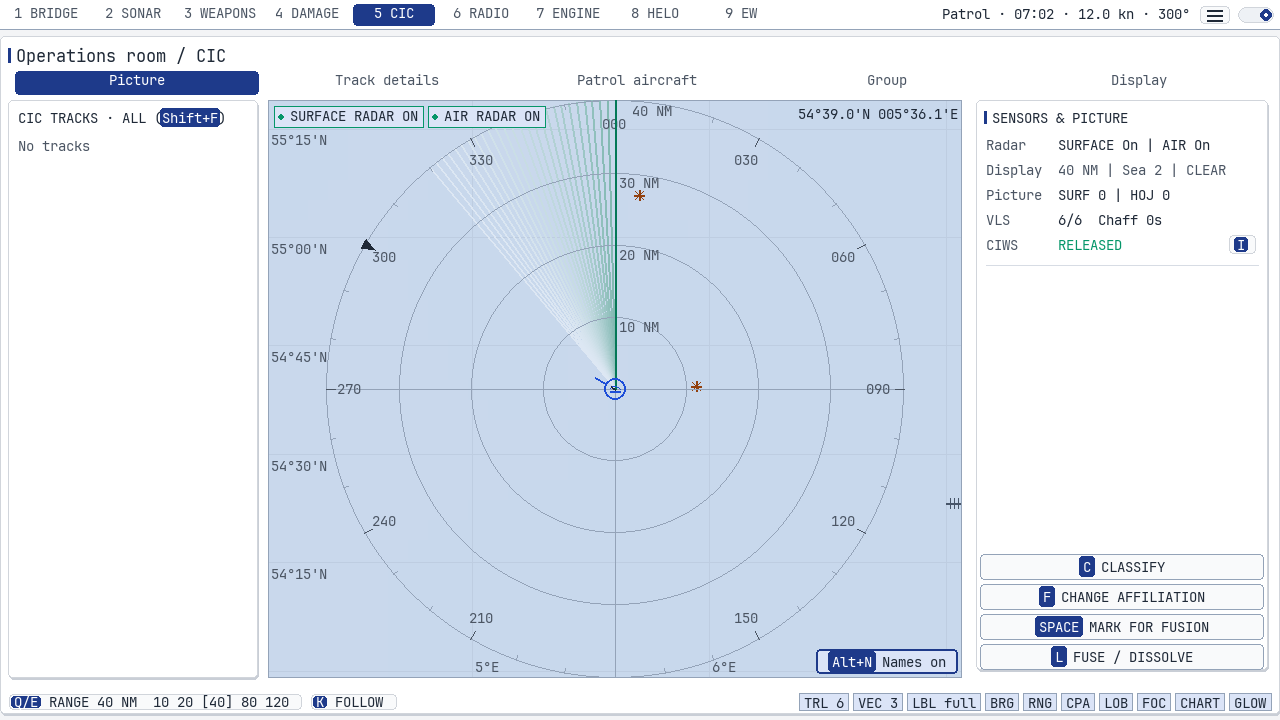 1 BRIDGE 2 SONAR 3 WEAPONS 4 DAMAGE 5 CIC 6 RADIO 7 ENGINE 8 HELO 9 EW Patrol · 07:02 · 12.0 kn · 300°
Operations room / CIC
Picture Track details Patrol aircraft Group Display
CIC TRACKS · ALL (Shift+F)
No tracks
SURFACE RADAR ON AIR RADAR ON 40 NM 54°39.0'N 005°36.1'E
000
55°15'N
330 030
30 NM
55°00'N
300 060
20 NM
10 NM
54°45'N
270 090
54°30'N
240 120
54°15'N
210 150
5°E 6°E
Alt+N Names on
SENSORS & PICTURE
Radar SURFACE On | AIR On
Display 40 NM | Sea 2 | CLEAR
Picture SURF 0 | HOJ 0
VLS 6/6 Chaff 0s
CIWS RELEASED I
C CLASSIFY
F CHANGE AFFILIATION
SPACE MARK FOR FUSION
L FUSE / DISSOLVE
Q/E RANGE 40 NM 10 20 [40] 80 120 K FOLLOW TRL 6 VEC 3 LBL full BRG RNG CPA LOB FOC CHART GLOW